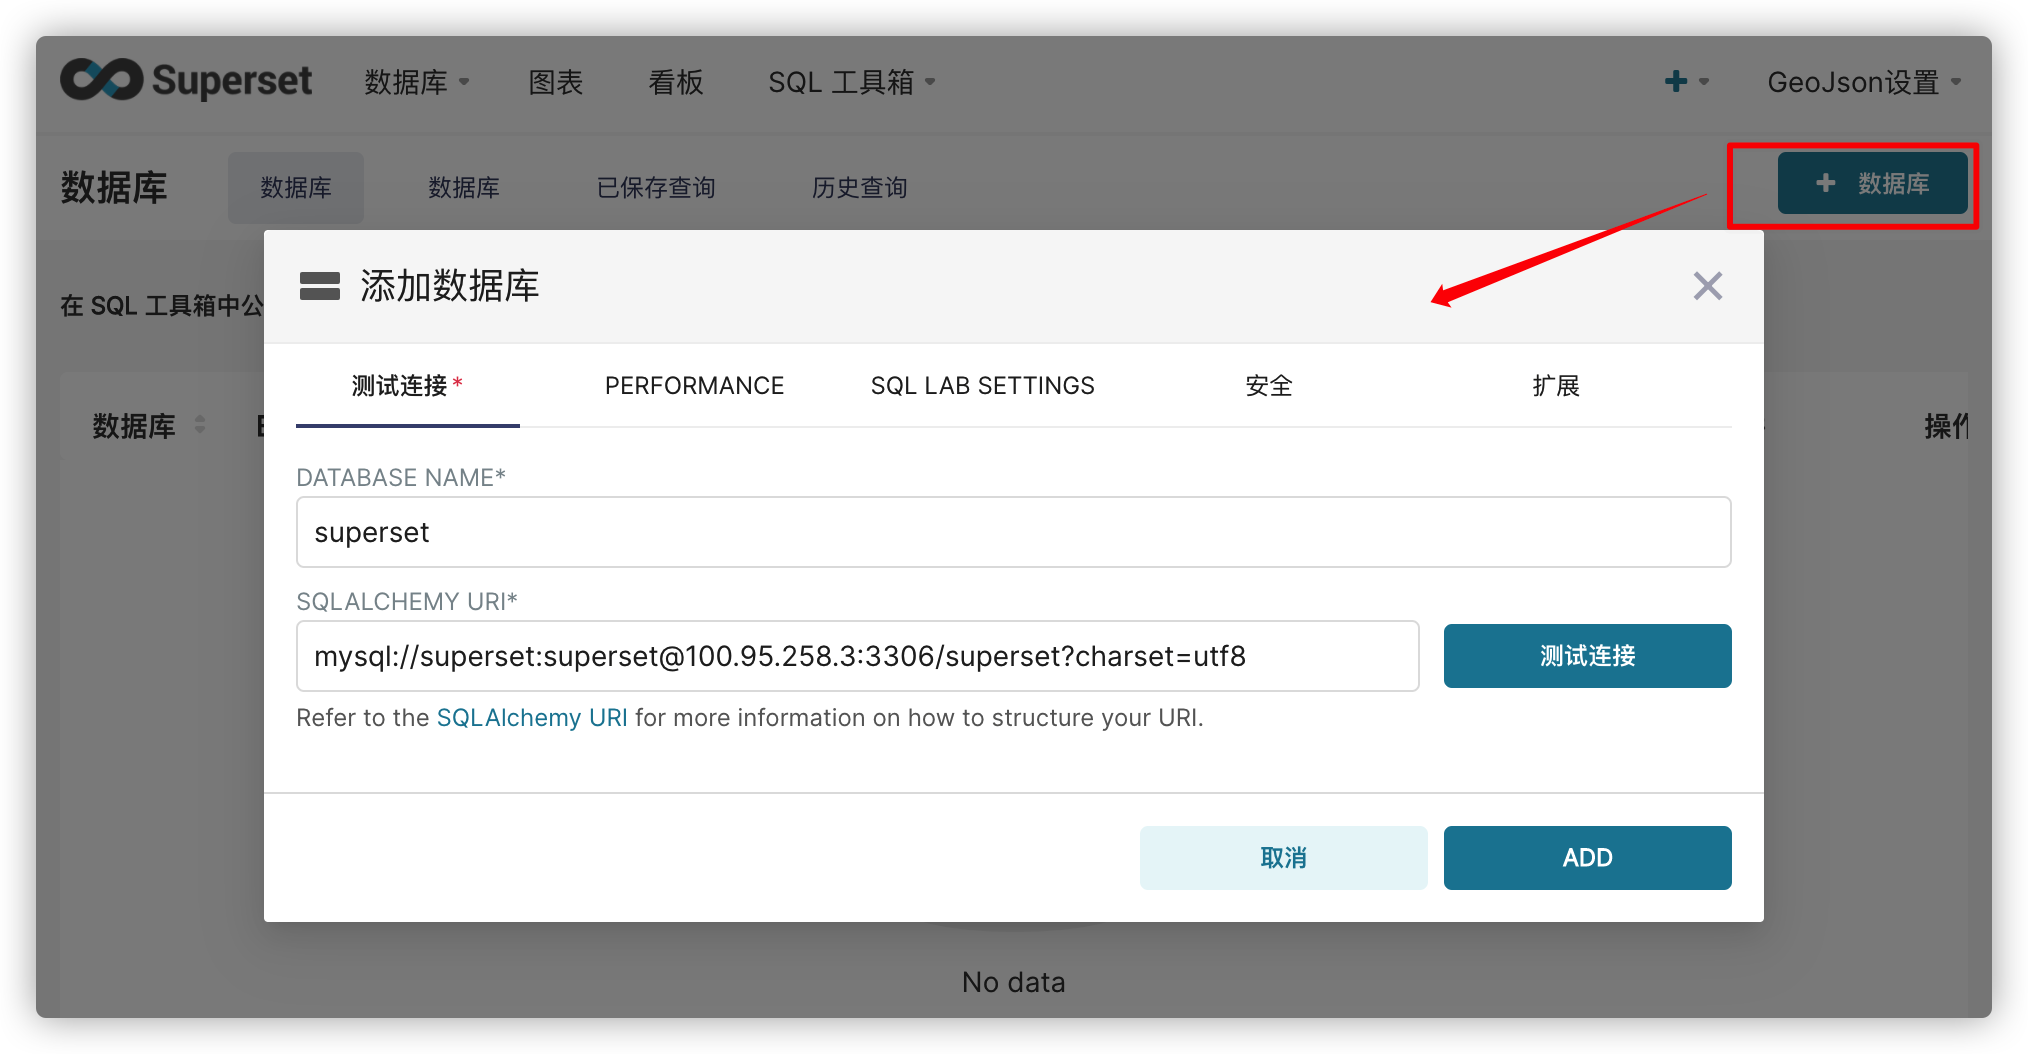 Superset 数据库 图表 看板 SQL 工具箱 GeoJson设置
数据库 数据库 数据库 已保存查询 历史查询 + 数据库
在 SQL 工具箱中公
添加数据库
测试连接* PERFORMANCE SQL LAB SETTINGS 安全 扩展
数据库 操作
DATABASE NAME*
superset
SQLALCHEMY URI*
mysql://superset:superset@100.95.258.3:3306/superset?charset=utf8 测试连接
Refer to the SQLAlchemy URI for more information on how to structure your URI.
取消 ADD
No data